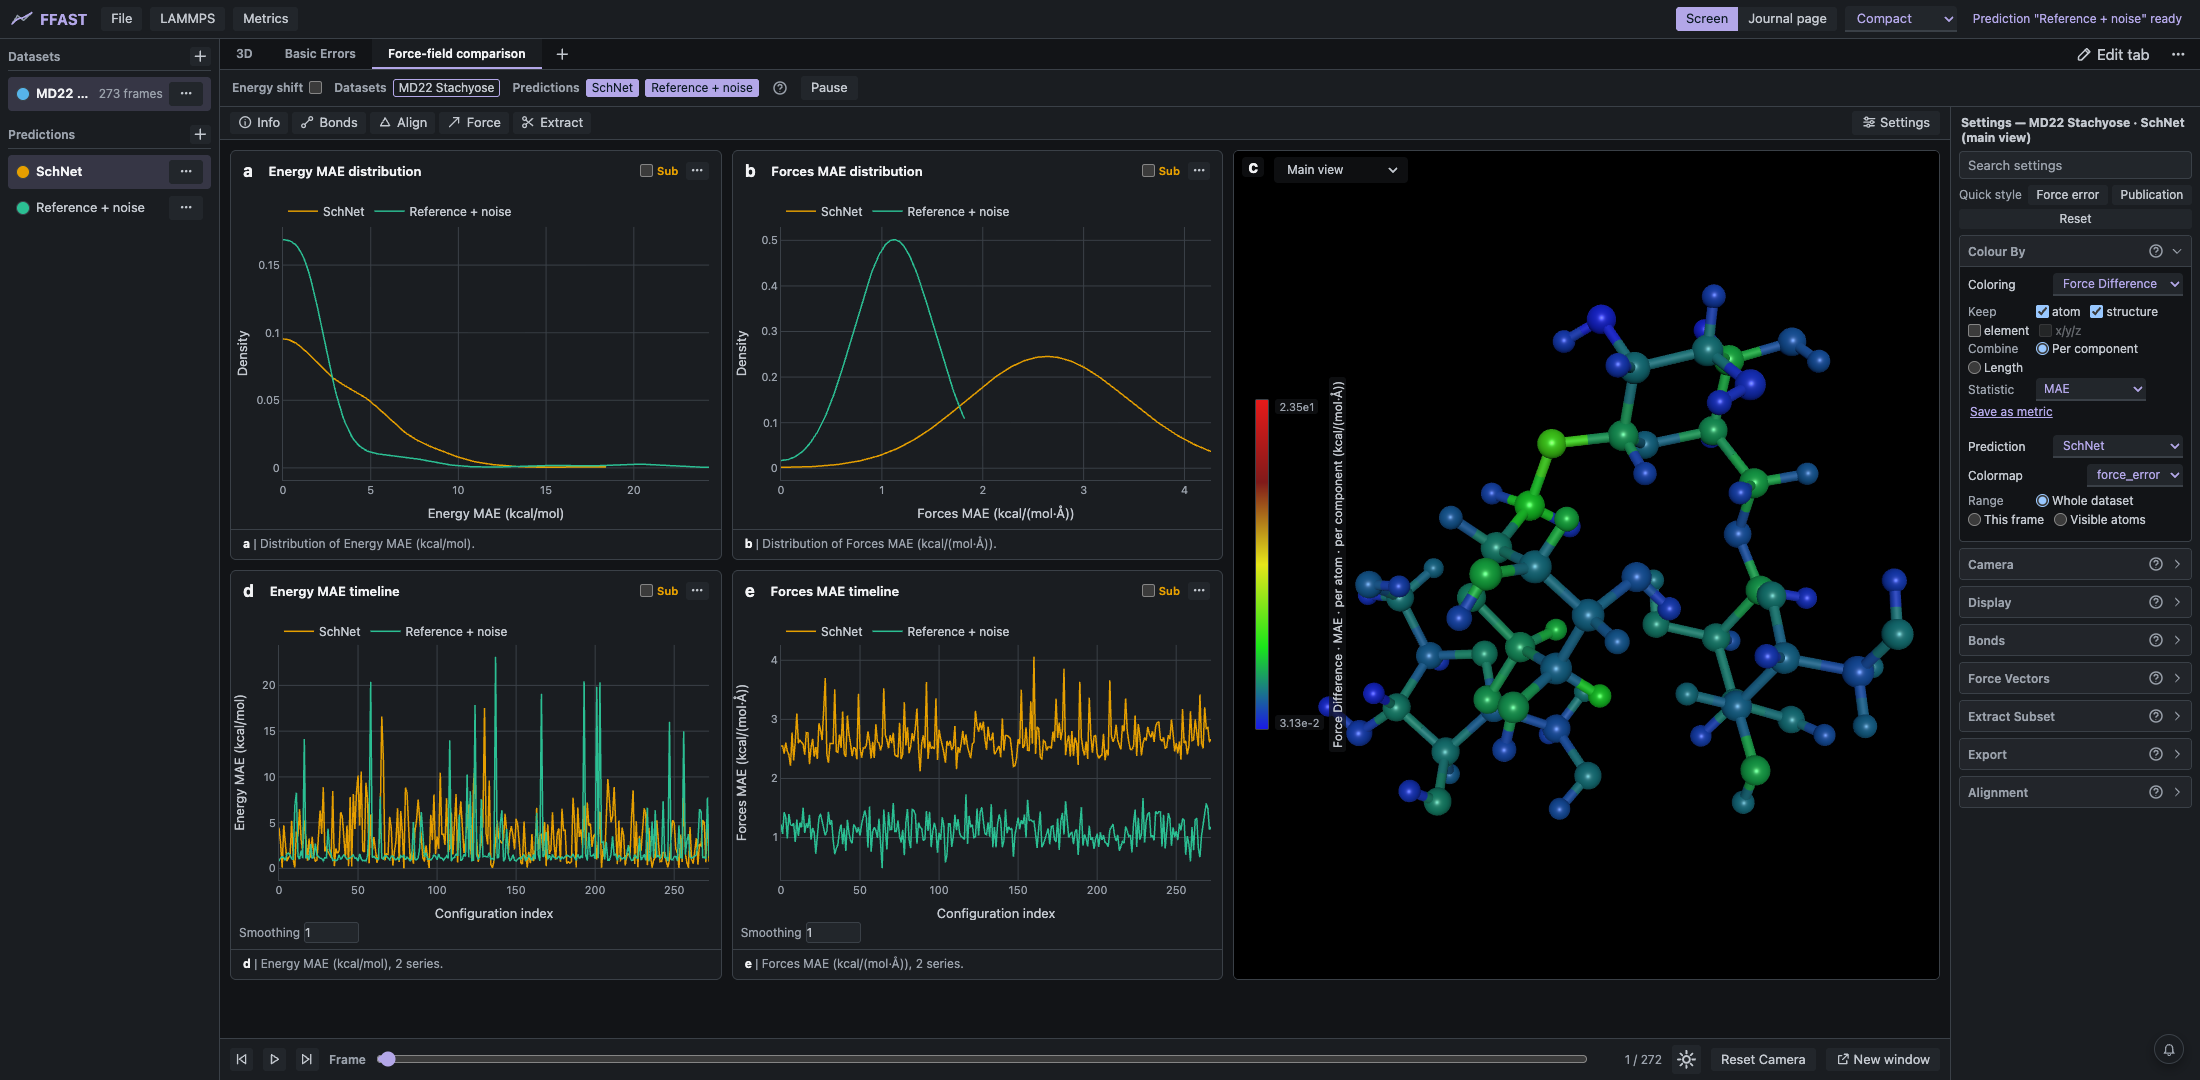 FFAST File LAMMPS Metrics Screen Journal page Compact Prediction "Reference + noise" ready
Datasets +
MD22 ... 273 frames ...
Predictions +
SchNet ...
Reference + noise ...
3D Basic Errors Force-field comparison + Edit tab ...
Energy shift Datasets MD22 Stachyose Predictions SchNet Reference + noise ? Pause
Info Bonds Align Force Extract Settings
a Energy MAE distribution Sub ...
SchNet Reference + noise
Density
0.15
0.1
0.05
0
0 5 10 15 20
Energy MAE (kcal/mol)
a | Distribution of Energy MAE (kcal/mol).
b Forces MAE distribution Sub ...
SchNet Reference + noise
Density
0.5
0.4
0.3
0.2
0.1
0
0 1 2 3 4
Forces MAE (kcal/(mol·Å))
b | Distribution of Forces MAE (kcal/(mol·Å)).
c Main view
2.35e1
3.13e-2
Force Difference · MAE · per atom · per component (kcal/(mol·Å))
d Energy MAE timeline Sub ...
SchNet Reference + noise
Energy MAE (kcal/mol)
20
15
10
5
0
0 50 100 150 200 250
Configuration index
Smoothing 1
d | Energy MAE (kcal/mol), 2 series.
e Forces MAE timeline Sub ...
SchNet Reference + noise
Forces MAE (kcal/(mol·Å))
4
3
2
1
0 50 100 150 200 250
Configuration index
Smoothing 1
e | Forces MAE (kcal/(mol·Å)), 2 series.
Frame 1 / 272 Reset Camera New window
Settings — MD22 Stachyose · SchNet
(main view)
Search settings
Quick style Force error Publication
Reset
Colour By ?
Coloring Force Difference
Keep atom structure
element x/y/z
Combine Per component
Length
Statistic MAE
Save as metric
Prediction SchNet
Colormap force_error
Range Whole dataset
This frame Visible atoms
Camera ?
Display ?
Bonds ?
Force Vectors ?
Extract Subset ?
Export ?
Alignment ?